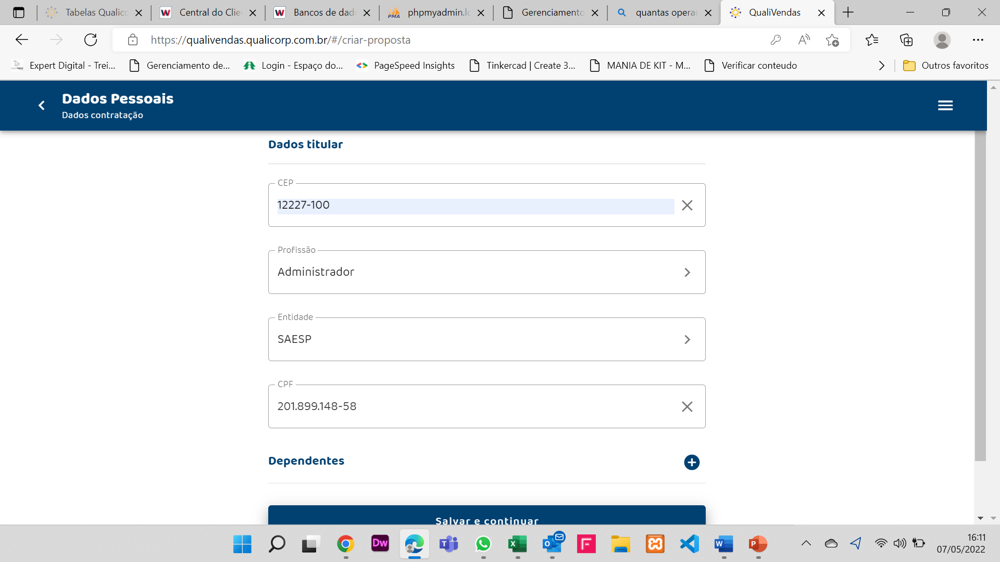 Tabelas Qualic
Central do Clie
Bancos de dad
phpmyadmin.lc
Gerenciamento
quantas opera
QualiVendas
https://qualivendas.qualicorp.com.br/#/criar-proposta
Expert Digital - Trei...
Gerenciamento de...
Login - Espaço do...
PageSpeed Insights
Tinkercad | Create 3...
MANIA DE KIT - M...
Verificar conteudo
Outros favoritos
Dados Pessoais
Dados contratação
Dados titular
CEP
12227-100
Profissão
Administrador
Entidade
SAESP
CPF
201.899.148-58
Dependentes
Salvar e continuar
16:11
07/05/2022